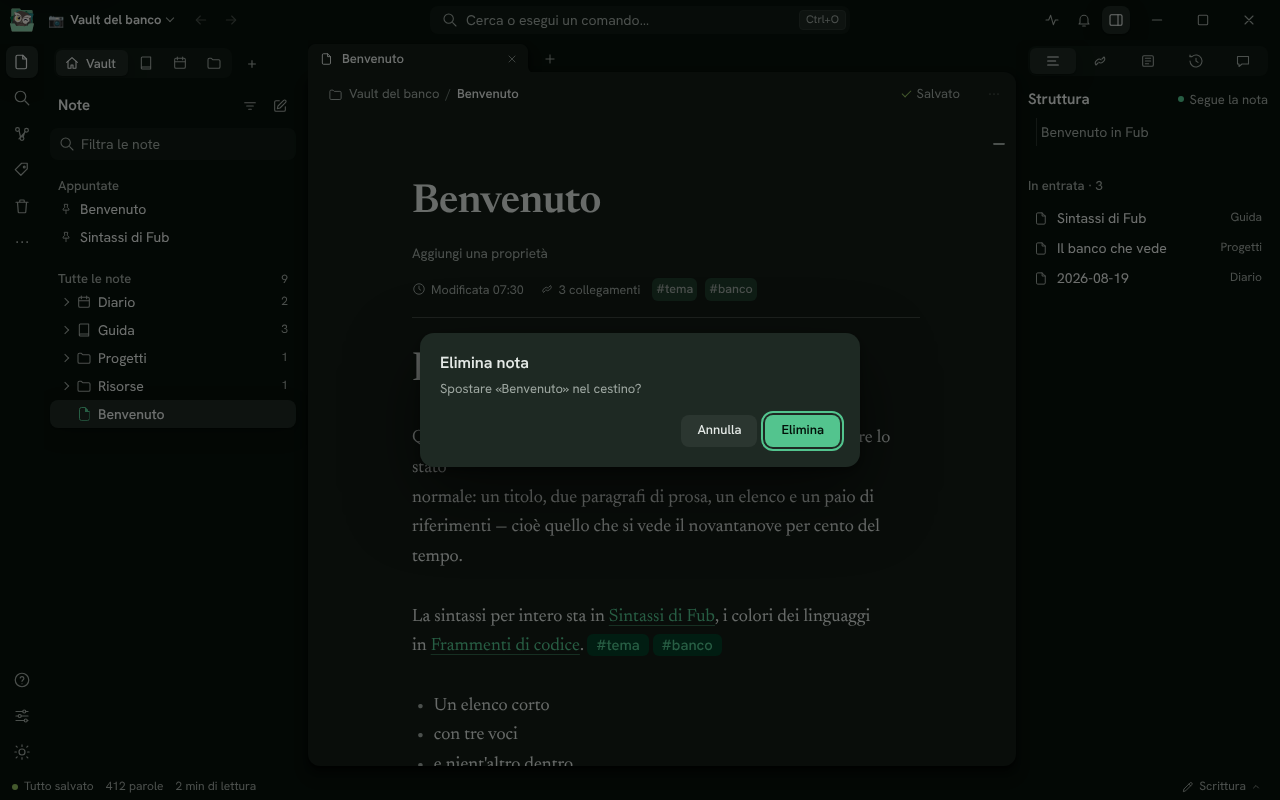 Vault del banco
Cerca o esegui un comando...
Ctrl+O
Vault
Benvenuto
Note
Vault del banco / Benvenuto
Salvato
Struttura
Segue la nota
Filtra le note
Benvenuto in Fub
Appuntate
Benvenuto
Sintassi di Fub
In entrata · 3
Sintassi di Fub Guida
Il banco che vede Progetti
2026-08-19 Diario
Tutte le note 9
Diario 2
Guida 3
Progetti 1
Risorse 1
Benvenuto
Benvenuto
Aggiungi una proprietà
Modificata 07:30 3 collegamenti #tema #banco
Elimina nota
Spostare «Benvenuto» nel cestino?
Annulla Elimina
re lo
stato
normale: un titolo, due paragrafi di prosa, un elenco e un paio di
riferimenti — cioè quello che si vede il novantanove per cento del
tempo.
La sintassi per intero sta in Sintassi di Fub, i colori dei linguaggi
in Frammenti di codice. #tema #banco
• Un elenco corto
• con tre voci
• e nient'altro dentro
Tutto salvato 412 parole 2 min di lettura
Scrittura